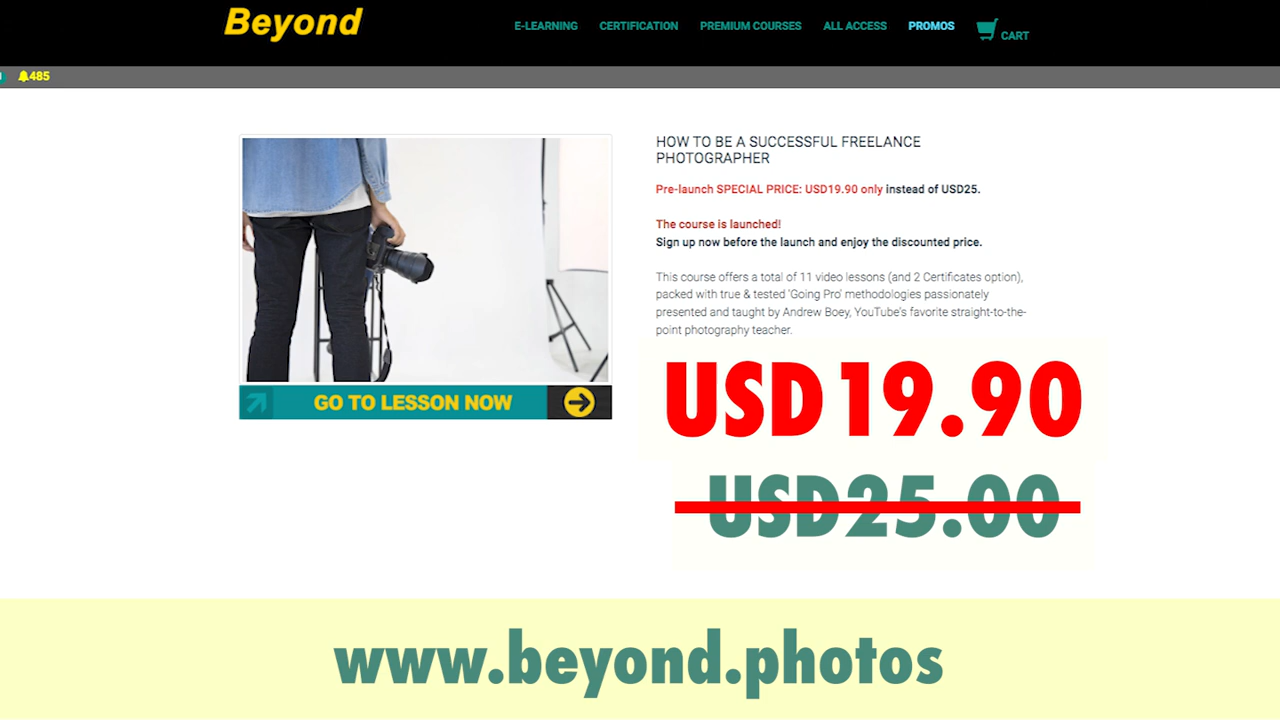 Beyond
E-LEARNING CERTIFICATION PREMIUM COURSES ALL ACCESS PROMOS CART
485
HOW TO BE A SUCCESSFUL FREELANCE
PHOTOGRAPHER
Pre-launch SPECIAL PRICE: USD19.90 only instead of USD25.
The course is launched!
Sign up now before the launch and enjoy the discounted price.
This course offers a total of 11 video lessons (and 2 Certificates option),
packed with true & tested 'Going Pro' methodologies passionately
presented and taught by Andrew Boey, YouTube's favorite straight-to-the-
point photography teacher.
GO TO LESSON NOW
USD19.90
USD25.00
www.beyond.photos